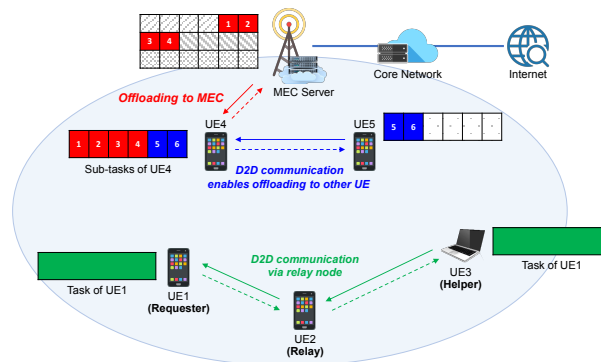 1 2
3 4
MEC Server
Core Network
Internet
Offloading to MEC
UE4
UE5
1 2 3 4 5 6
5 6
Sub-tasks of UE4
D2D communication
enables offloading to other UE
D2D communication
via relay node
Task of UE1
UE1
(Requester)
UE2
(Relay)
UE3
(Helper)
Task of UE1